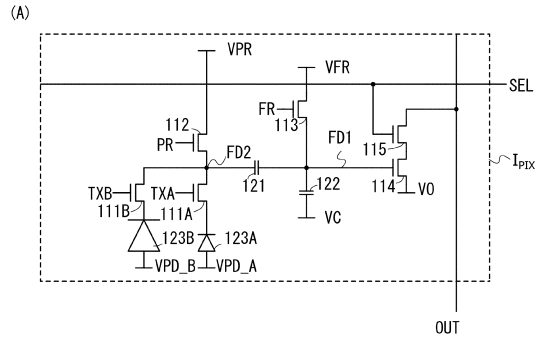 (A)
VPR
VFR
SEL
FR
113
112
PR
FD2
FD1
115
I_PIX
121
122
114
VO
TXB
111B
TXA
111A
VC
123B
123A
VPD_B
VPD_A
OUT